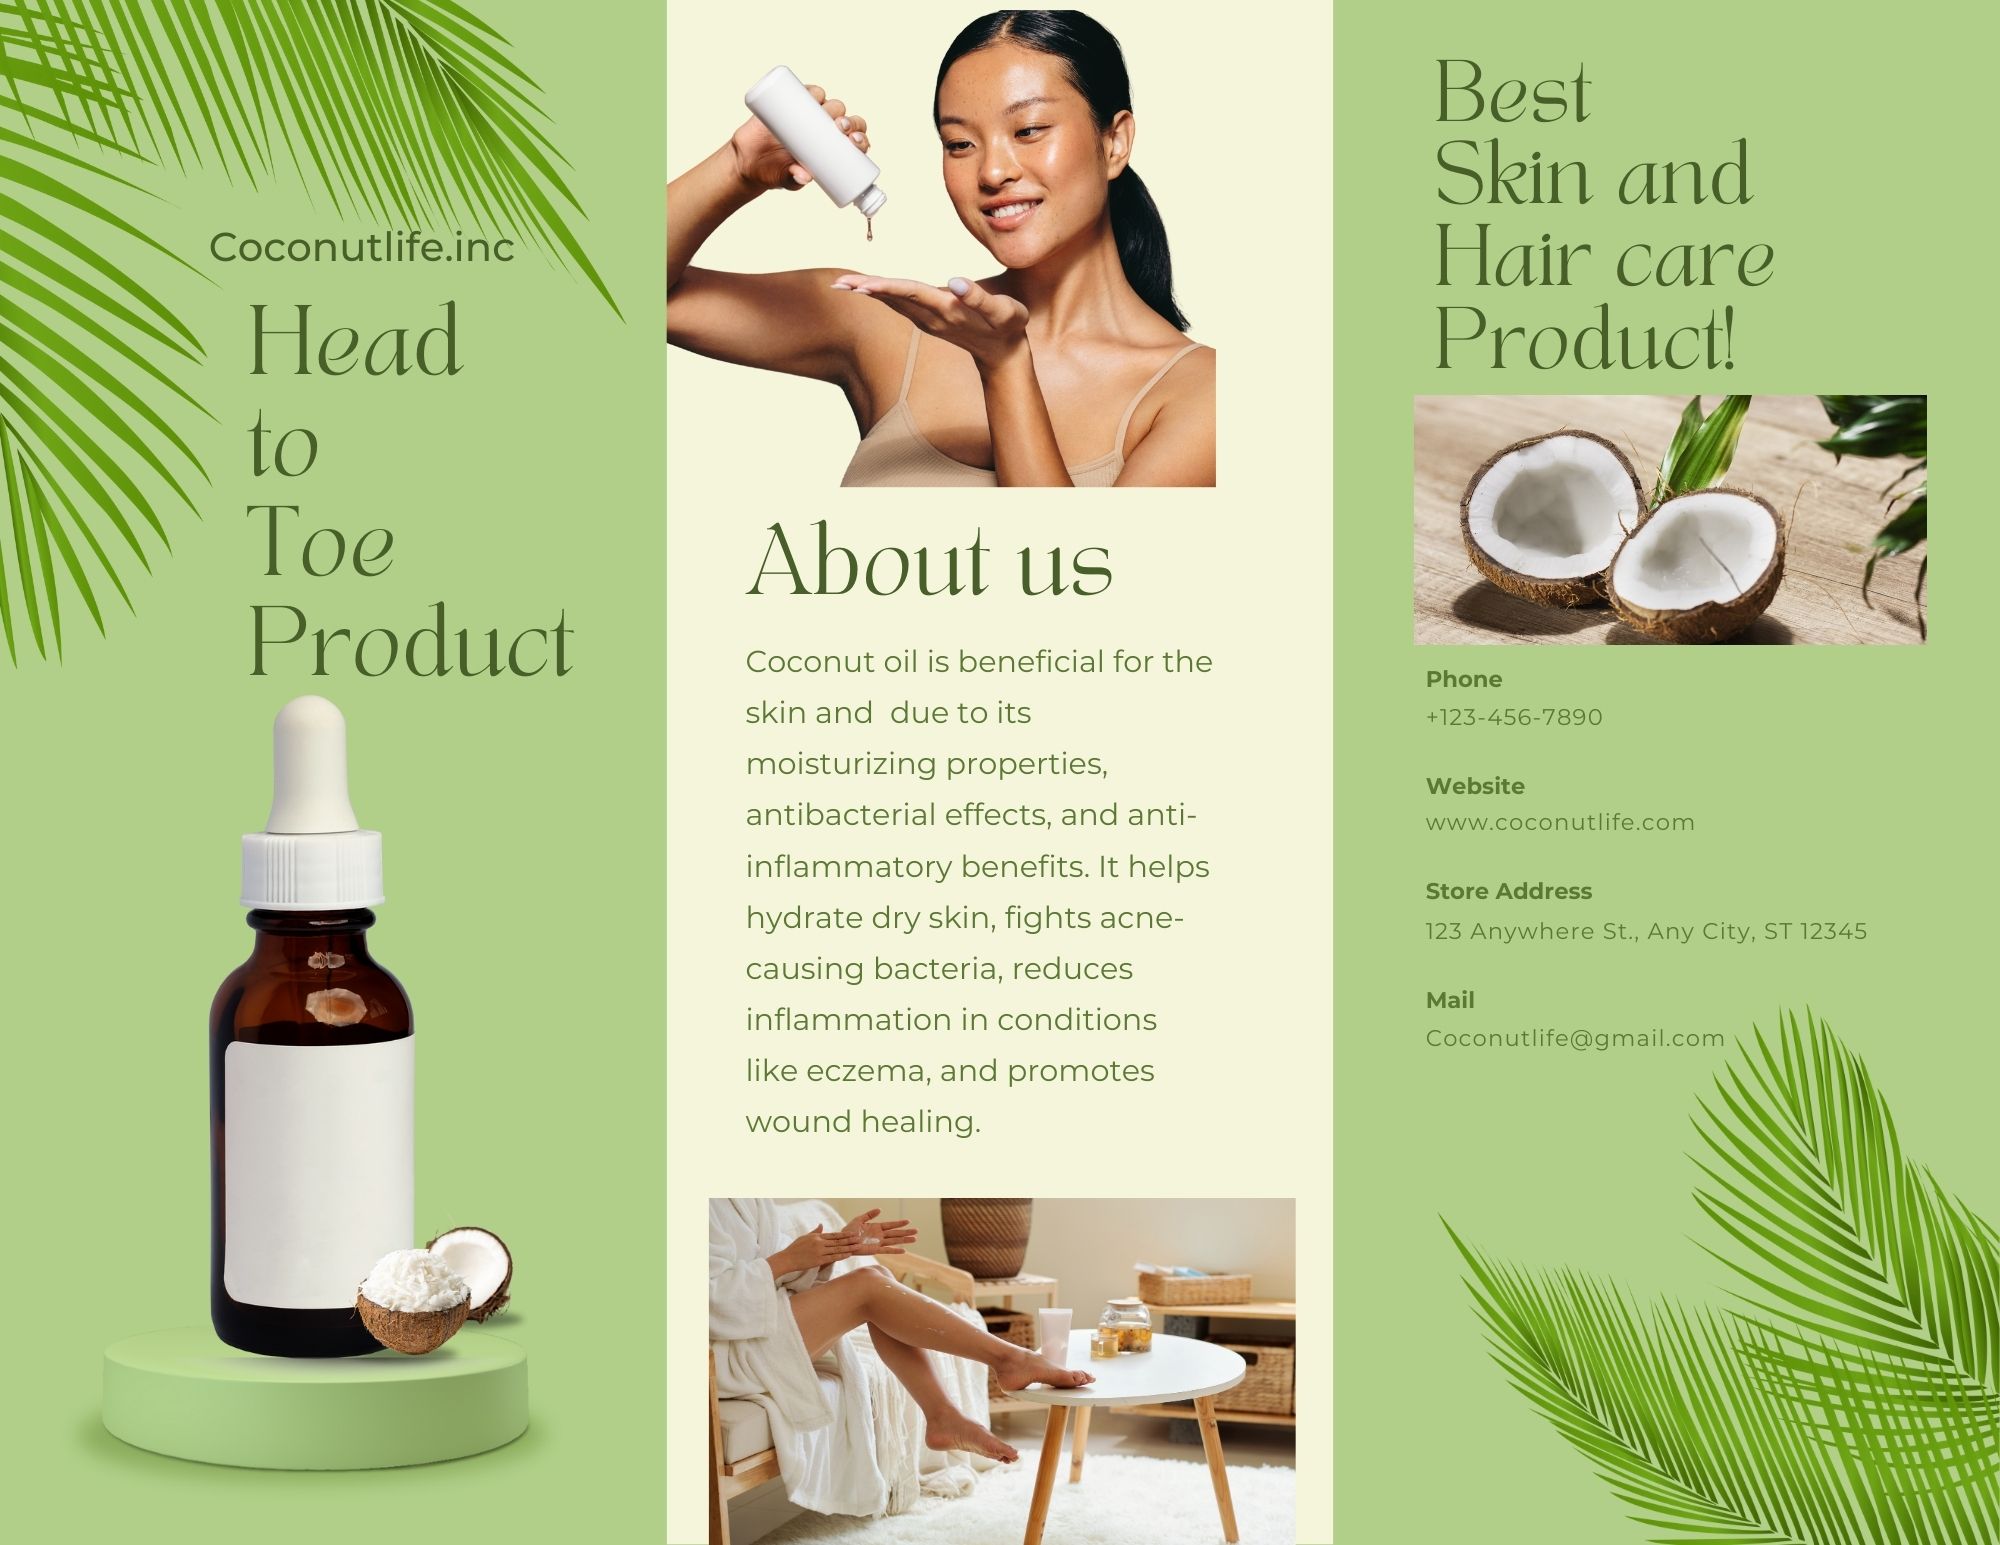 Coconutlife.inc
Head
to
Toe
Product
About us
Coconut oil is beneficial for the
skin and  due to its
moisturizing properties,
antibacterial effects, and anti-
inflammatory benefits. It helps
hydrate dry skin, fights acne-
causing bacteria, reduces
inflammation in conditions
like eczema, and promotes
wound healing.
Best
Skin and
Hair care
Product!
Phone
+123-456-7890
Website
www.coconutlife.com
Store Address
123 Anywhere St., Any City, ST 12345
Mail
Coconutlife@gmail.com